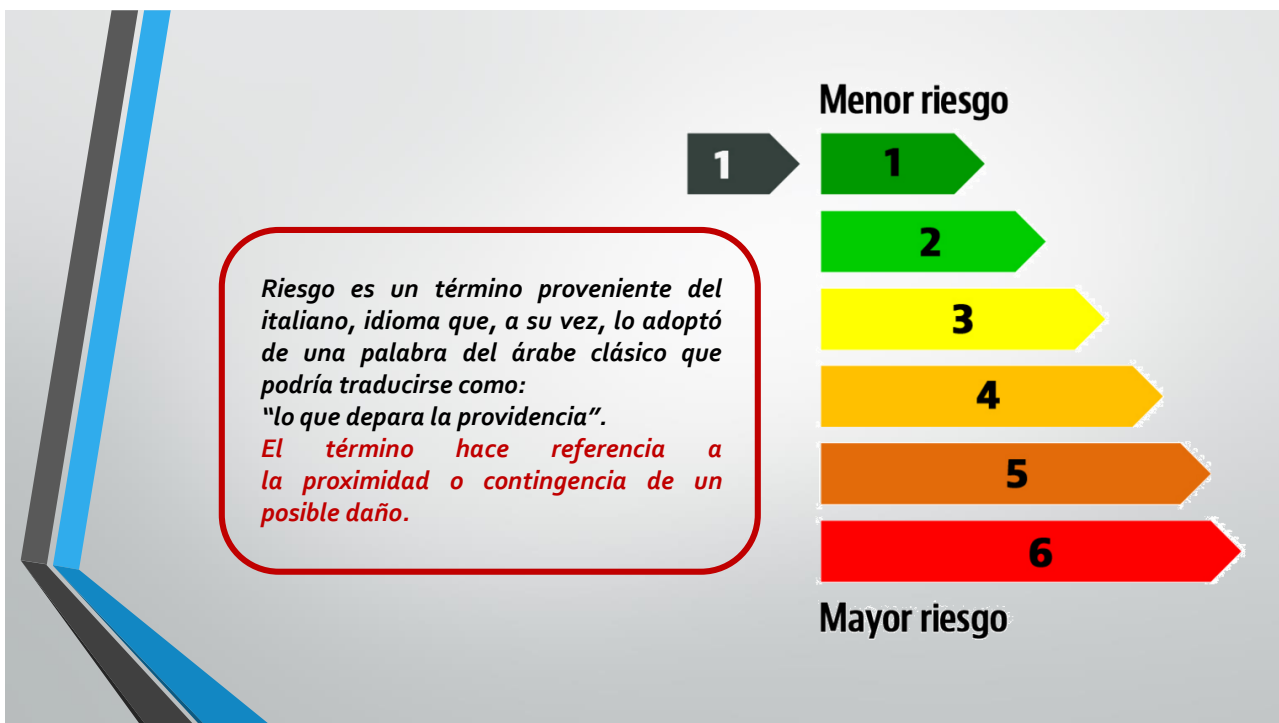 Menor riesgo
1
1
2
3
4
5
6
Mayor riesgo
Riesgo es un término proveniente del
italiano, idioma que, a su vez, lo adoptó
de una palabra del árabe clásico que
podría traducirse como:
“lo que depara la providencia”.
El término hace referencia a
la proximidad o contingencia de un
posible daño.